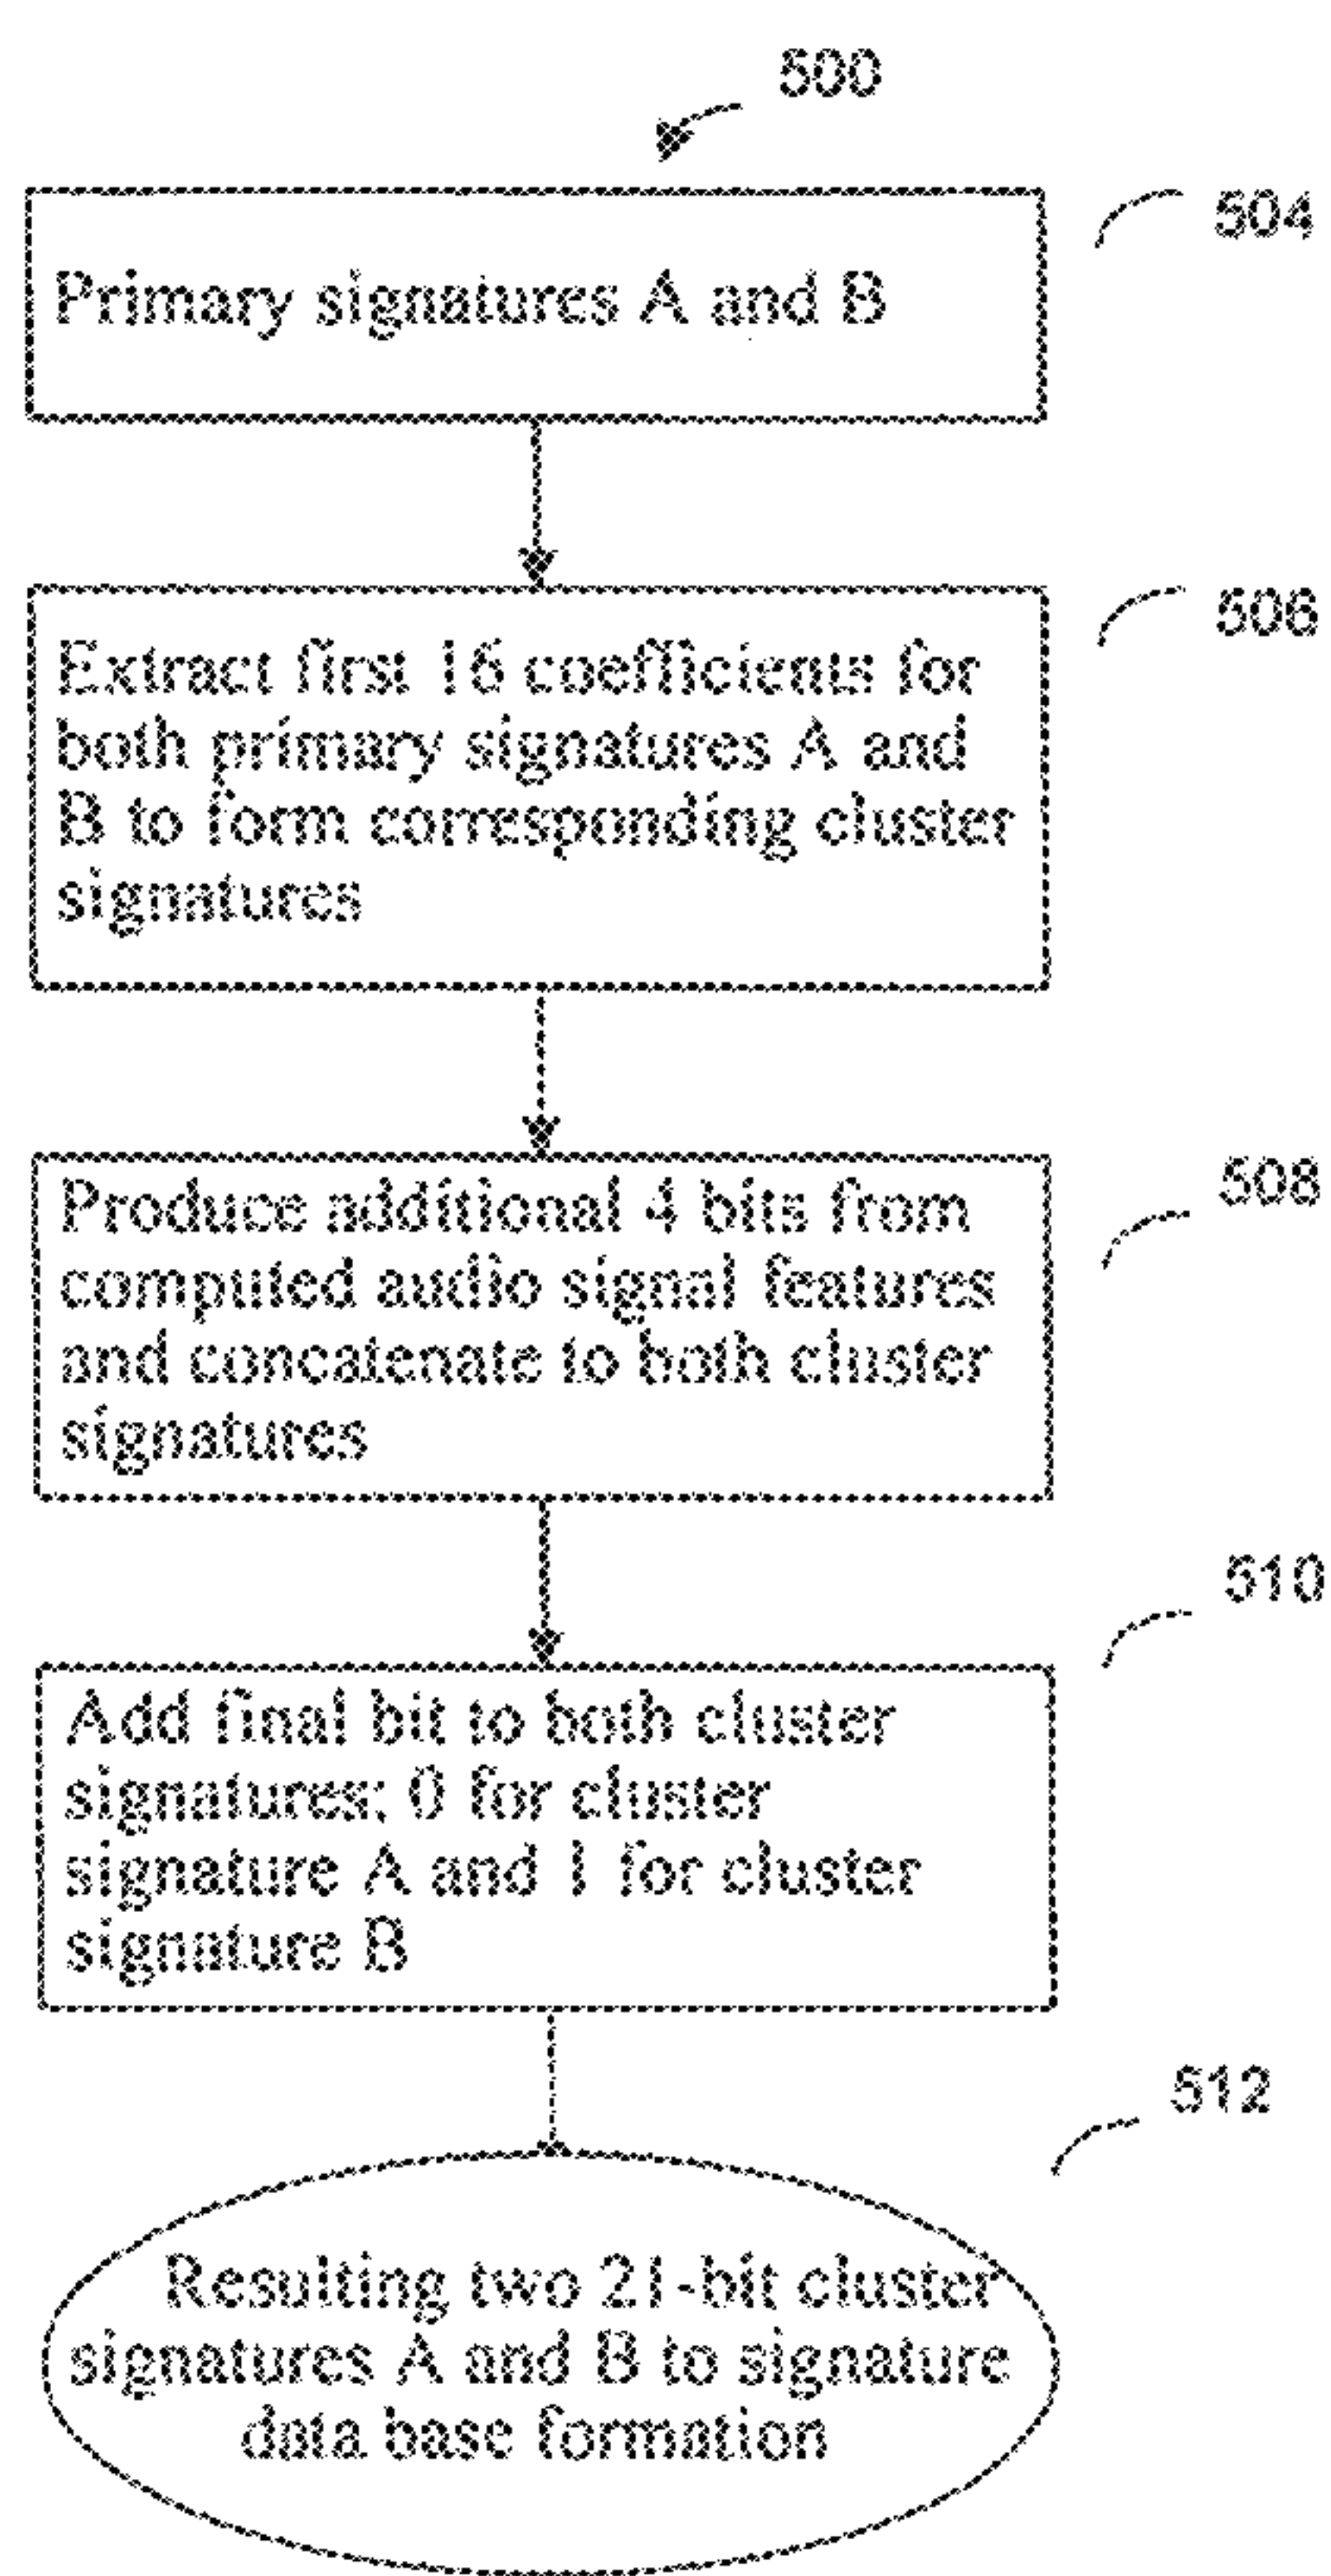 500
504
Primary signatures A and B
506
Extract first 16 coefficients for
both primary signatures A and
B to form corresponding cluster
signatures
508
Produce additional 4 bits from
computed audio signal features
and concatenate to both cluster
signatures
510
Add final bit to both cluster
signatures; 0 for cluster
signature A and 1 for cluster
signature B
512
Resulting two 21-bit cluster
signatures A and B to signature
data base formation